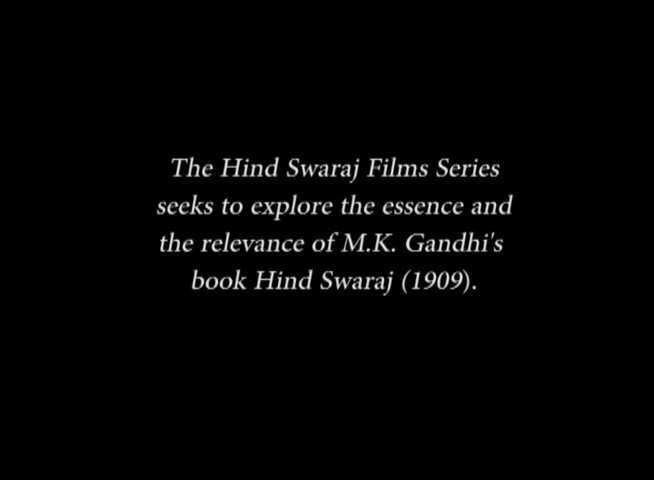 The Hind Swaraj Films Series
seeks to explore the essence and
the relevance of M.K. Gandhi's
book Hind Swaraj (1909).